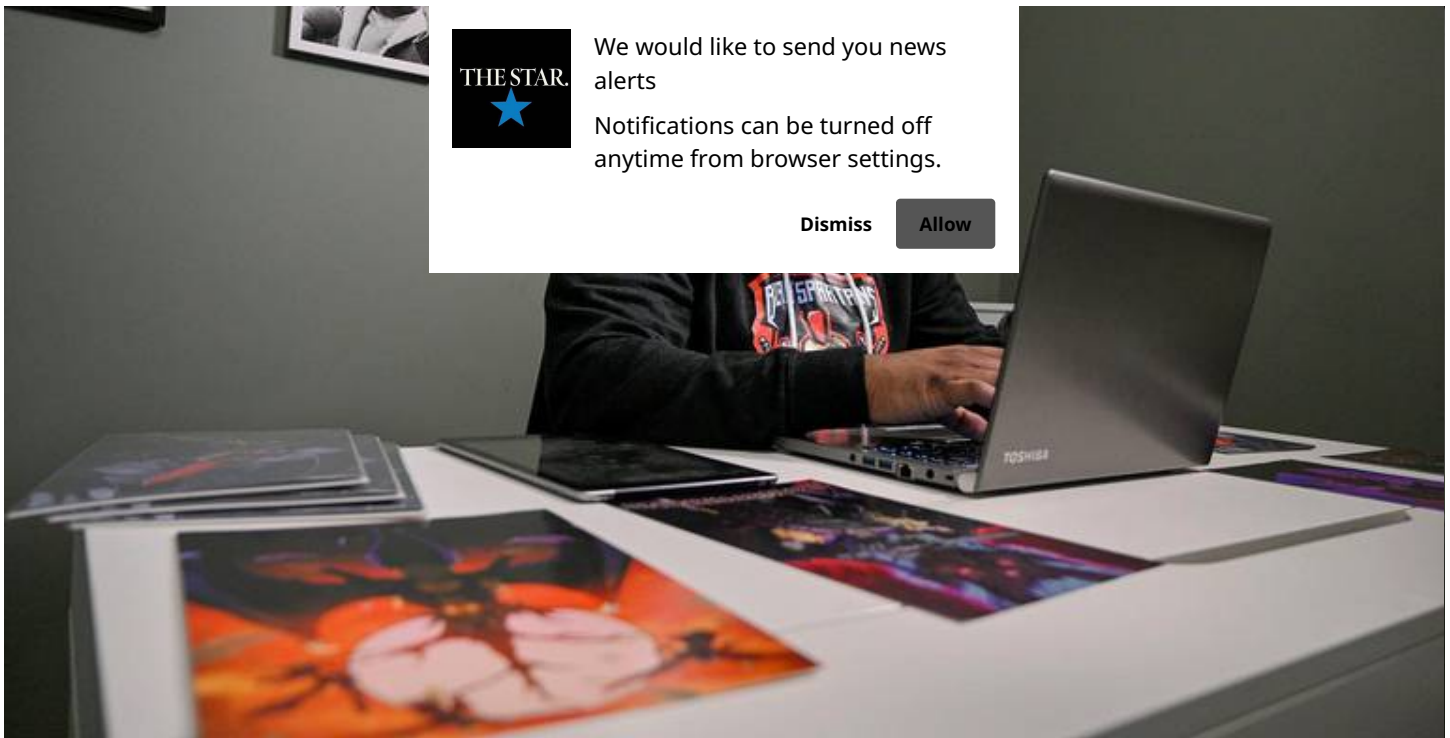 We would like to send you news
alerts
THE STAR.
Notifications can be turned off
anytime from browser settings.
Dismiss
Allow
TOSHIBA